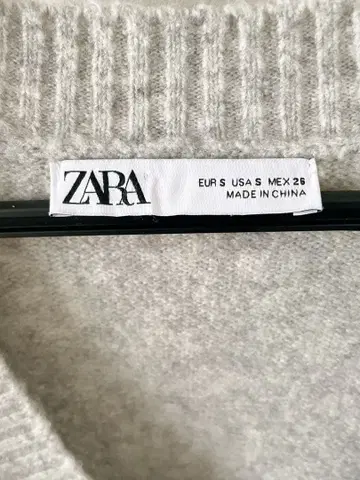 ZARA
EUR S USA S MEX 26
MADE IN CHINA